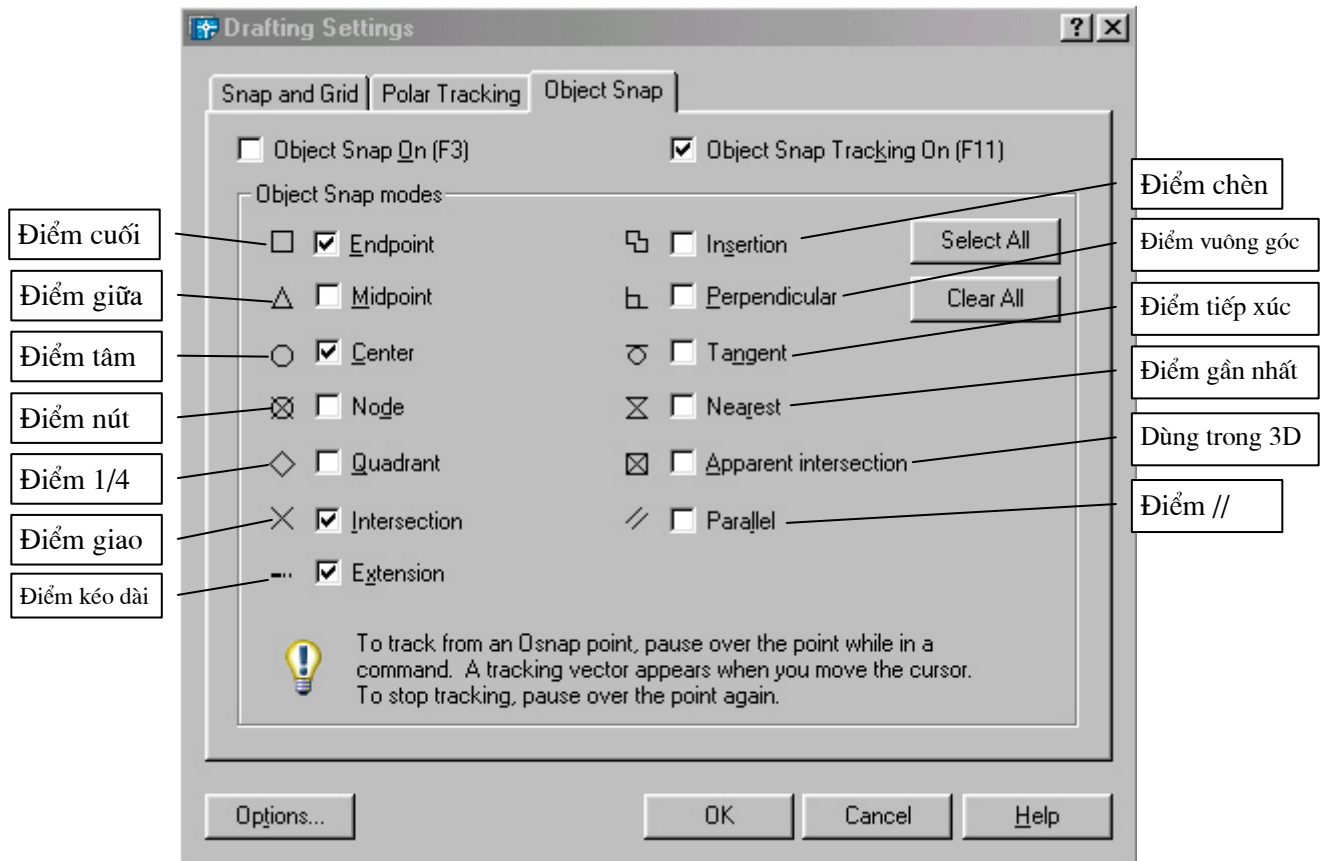 Drafting Settings
Snap and Grid
Polar Tracking
Object Snap
Object Snap On (F3)
Object Snap Tracking On (F11)
Object Snap modes
Điểm cuối
Endpoint
Điểm giữa
Midpoint
Điểm tâm
Center
Điểm nút
Node
Điểm 1/4
Quadrant
Điểm giao
Intersection
Điểm kéo dài
Extension
Insertion
Điểm chèn
Perpendicular
Điểm vuông góc
Tangent
Điểm tiếp xúc
Nearest
Điểm gần nhất
Apparent intersection
Dùng trong 3D
Parallel
Điểm //
Select All
Clear All
To track from an Osnap point, pause over the point while in a
command. A tracking vector appears when you move the cursor.
To stop tracking, pause over the point again.
Options...
OK
Cancel
Help